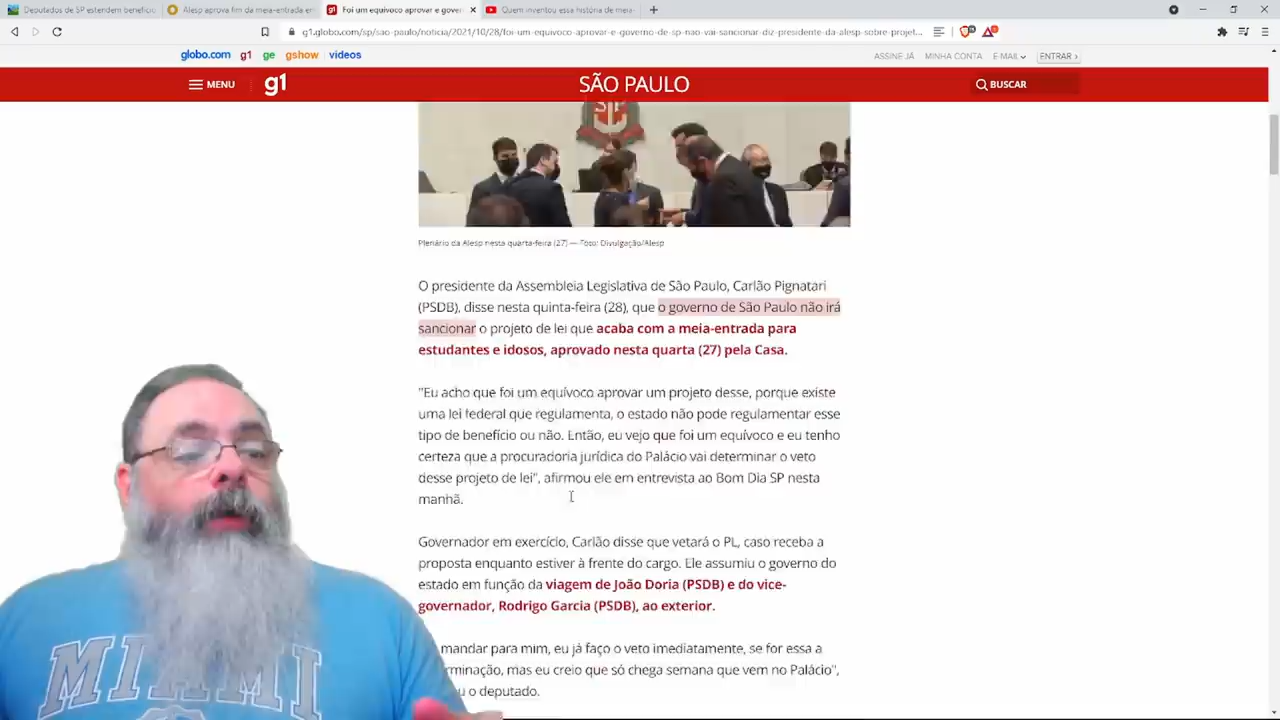 Deputados de SP estendem benefício
Alesp aprova fim da meia-entrada em
Foi um equívoco aprovar e gover
Quem inventou essa história de meia-
g1.globo.com/sp/sao-paulo/noticia/2021/10/28/foi-um-equivoco-aprovar-e-governo-de-sp-nao-vai-sancionar-diz-presidente-da-alesp-sobre-projet...
globo.com g1 ge gshow videos
ASSINE JÁ MINHA CONTA E-MAIL ENTRAR ›
MENU g1 SÃO PAULO BUSCAR
SP
Plenário da Alesp nesta quarta-feira (27) — Foto: Divulgação/Alesp
O presidente da Assembleia Legislativa de São Paulo, Carlão Pignatari
(PSDB), disse nesta quinta-feira (28), que o governo de São Paulo não irá
sancionar o projeto de lei que acaba com a meia-entrada para
estudantes e idosos, aprovado nesta quarta (27) pela Casa.
"Eu acho que foi um equívoco aprovar um projeto desse, porque existe
uma lei federal que regulamenta, o estado não pode regulamentar esse
tipo de benefício ou não. Então, eu vejo que foi um equívoco e eu tenho
certeza que a procuradoria jurídica do Palácio vai determinar o veto
desse projeto de lei", afirmou ele em entrevista ao Bom Dia SP nesta
manhã.
Governador em exercício, Carlão disse que vetará o PL, caso receba a
proposta enquanto estiver à frente do cargo. Ele assumiu o governo do
estado em função da viagem de João Doria (PSDB) e do vice-
governador, Rodrigo Garcia (PSDB), ao exterior.
mandar para mim, eu já faço o veto imediatamente, se for essa a
mas eu creio que só chega semana que vem no Palácio",
o deputado.
MIAMI